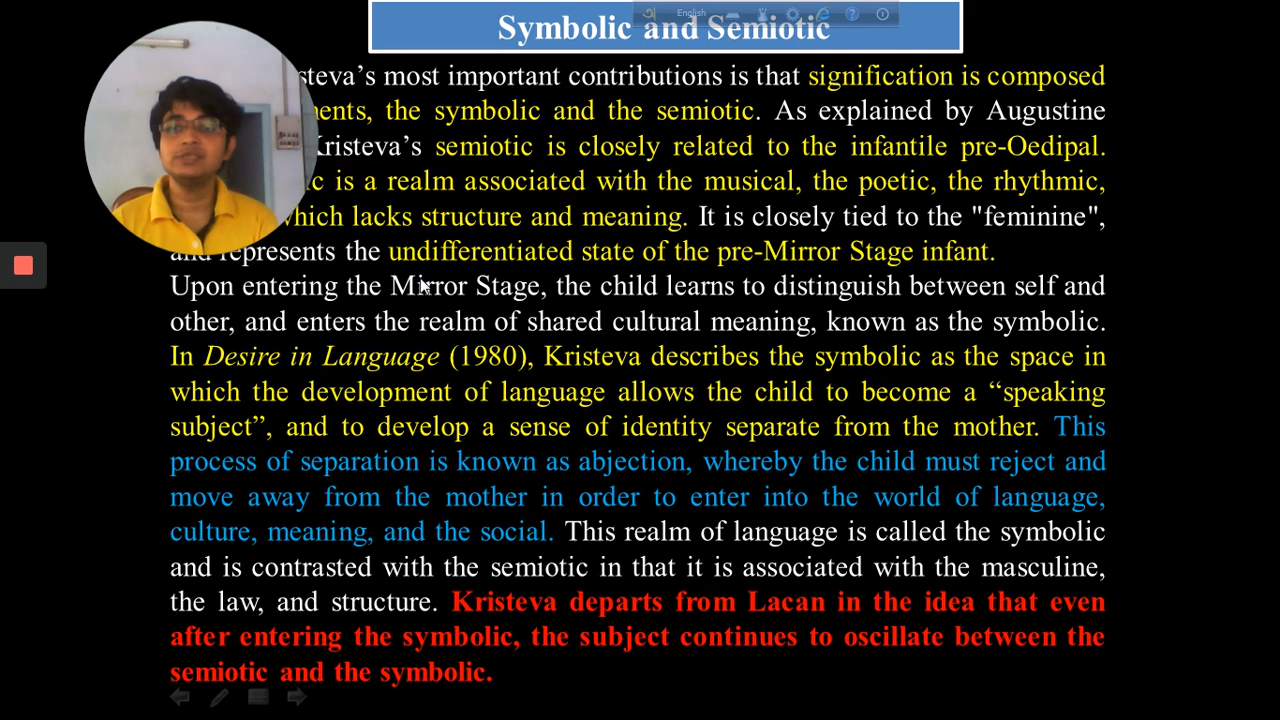 English
Symbolic and Semiotic
steva’s most important contributions is that signification is composed
ments, the symbolic and the semiotic. As explained by Augustine
Kristeva’s semiotic is closely related to the infantile pre-Oedipal.
ic is a realm associated with the musical, the poetic, the rhythmic,
which lacks structure and meaning. It is closely tied to the "feminine",
and represents the undifferentiated state of the pre-Mirror Stage infant.
Upon entering the Mirror Stage, the child learns to distinguish between self and
other, and enters the realm of shared cultural meaning, known as the symbolic.
In Desire in Language (1980), Kristeva describes the symbolic as the space in
which the development of language allows the child to become a “speaking
subject”, and to develop a sense of identity separate from the mother. This
process of separation is known as abjection, whereby the child must reject and
move away from the mother in order to enter into the world of language,
culture, meaning, and the social. This realm of language is called the symbolic
and is contrasted with the semiotic in that it is associated with the masculine,
the law, and structure. Kristeva departs from Lacan in the idea that even
after entering the symbolic, the subject continues to oscillate between the
semiotic and the symbolic.